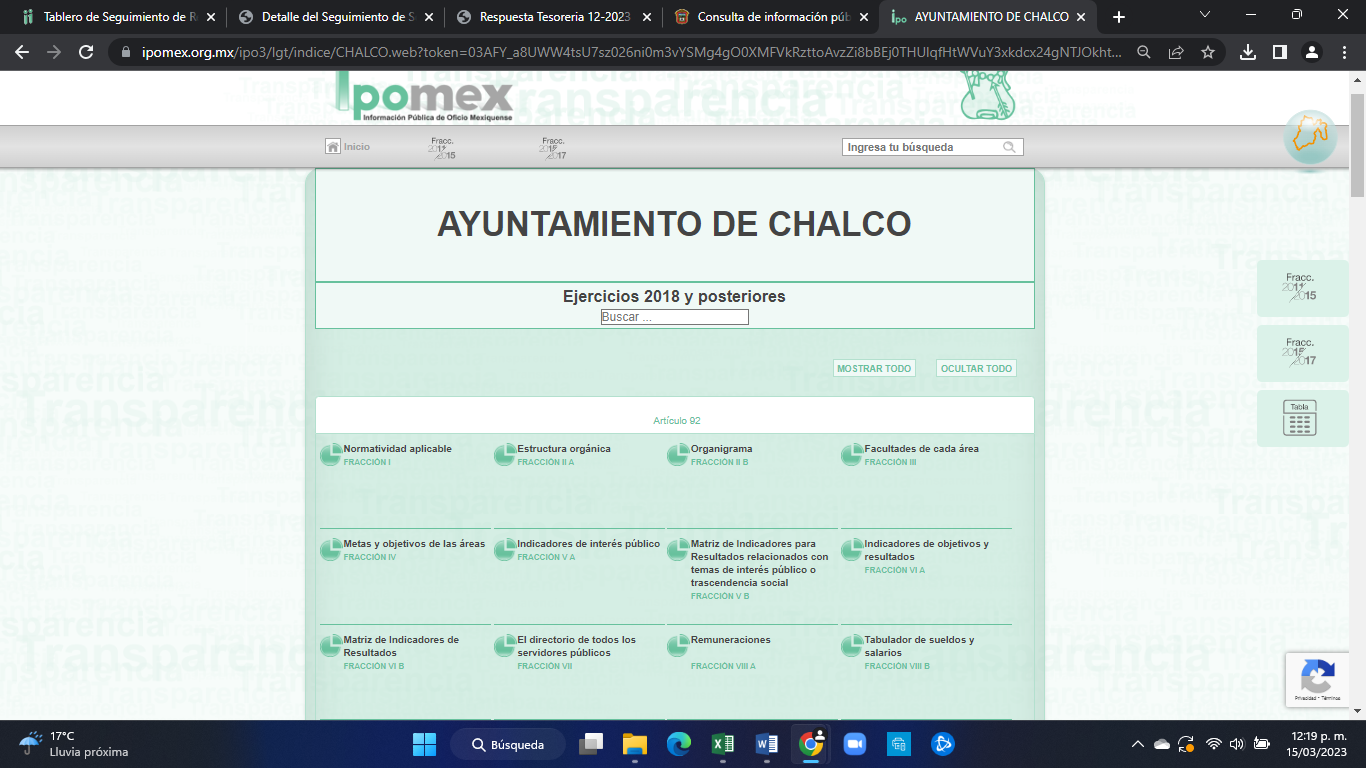 Tablero de Seguimiento de R
Detalle del Seguimiento de S
Respuesta Tesoreria 12-2023
Consulta de información púb
AYUNTAMIENTO DE CHALCO
ipomex.org.mx/ipo3/lgt/indice/CHALCO.web?token=03AFY_a8UWW4tsU7sz026ni0m3vYSMg4gO0XMFVkRzttoAvzZi8bBEj0THUIqfHtWVuY3xkdcx24gNTJOkht...
Ipomex
Información Pública de Oficio Mexiquense
Inicio
Fracc.
2011
2015
Fracc.
2017
Ingresa tu búsqueda
AYUNTAMIENTO DE CHALCO
Ejercicios 2018 y posteriores
Buscar ...
Fracc.
2011
2015
Fracc.
2017
Tabla
MOSTRAR TODO
OCULTAR TODO
Artículo 92
Normatividad aplicable
FRACCIÓN I
Estructura orgánica
FRACCIÓN II A
Organigrama
FRACCIÓN II B
Facultades de cada área
FRACCIÓN III
Metas y objetivos de las áreas
FRACCIÓN IV
Indicadores de interés público
FRACCIÓN V A
Matriz de Indicadores para
Resultados relacionados con
temas de interés público o
trascendencia social
FRACCIÓN V B
Indicadores de objetivos y
resultados
FRACCIÓN VI A
Matriz de Indicadores de
Resultados
FRACCIÓN VI B
El directorio de todos los
servidores públicos
FRACCIÓN VII
Remuneraciones
FRACCIÓN VIII A
Tabulador de sueldos y
salarios
FRACCIÓN VIII B
Privacidad - Términos
17°C
Lluvia próxima
Búsqueda
12:19 p. m.
15/03/2023